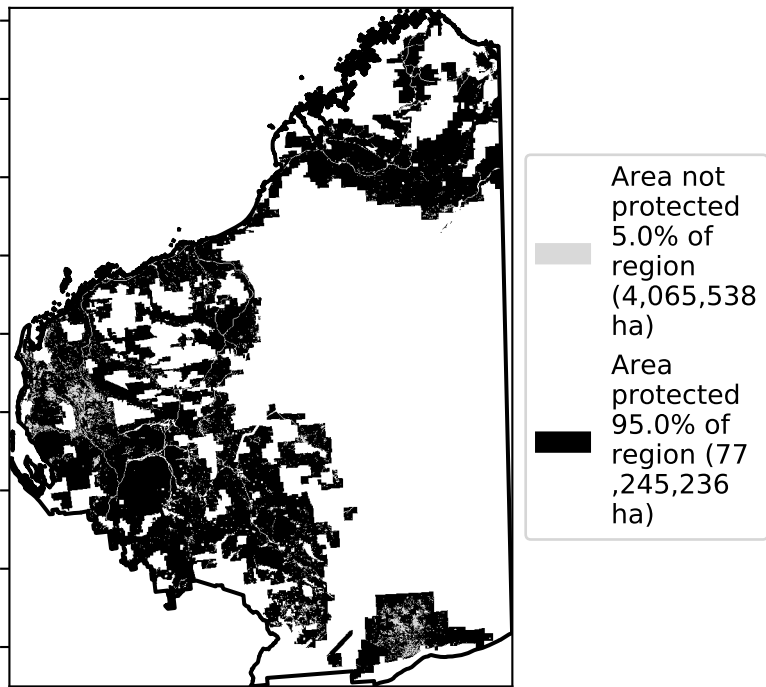 Area not
protected
5.0% of
region
(4,065,538
ha)
Area
protected
95.0% of
region (77
,245,236
ha)